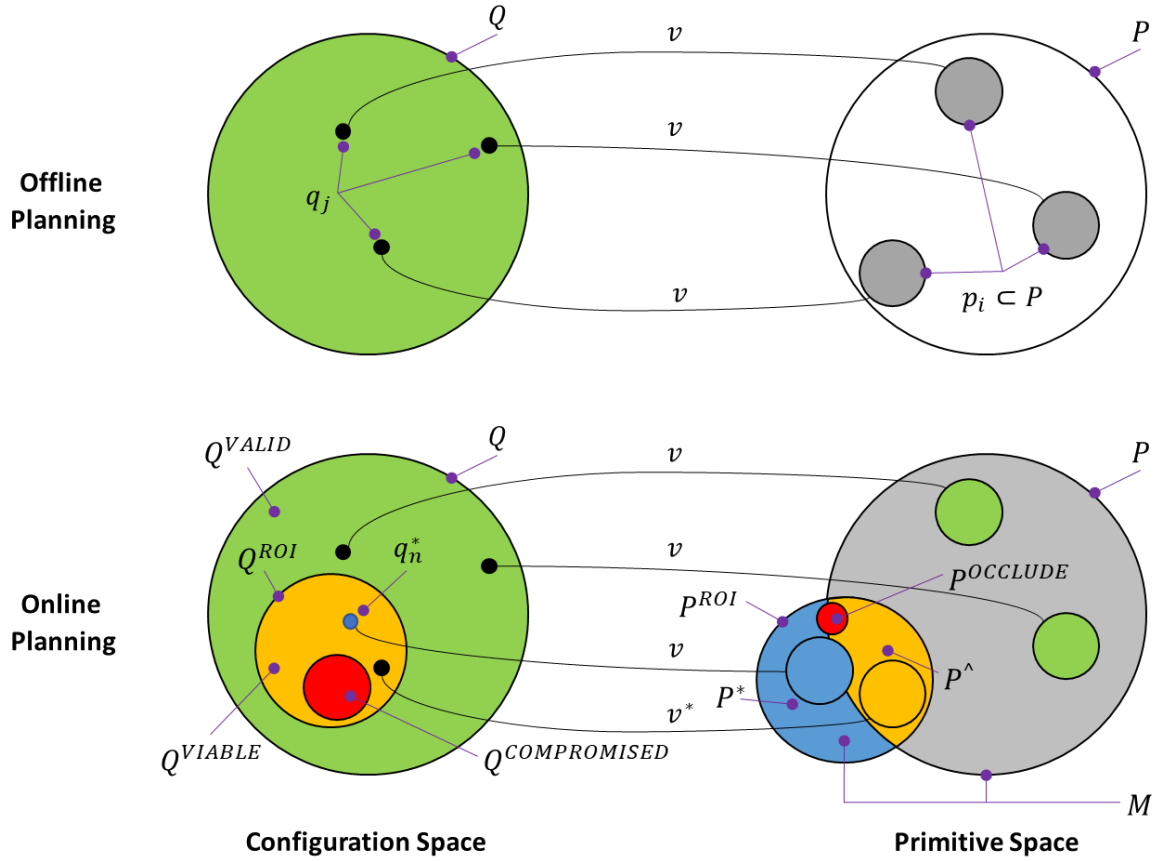 Q
v
P
v
Offline
Planning
q_j
v
p_i ⊂ P
Q
Q^{VALID}
v
P
Q^{ROI}
q_n^*
v
P^{OCCLUDE}
Online
Planning
P^{ROI}
v
P^*
P^^
v^*
Q^{VIABLE}
Q^{COMPROMISED}
M
Configuration Space
Primitive Space